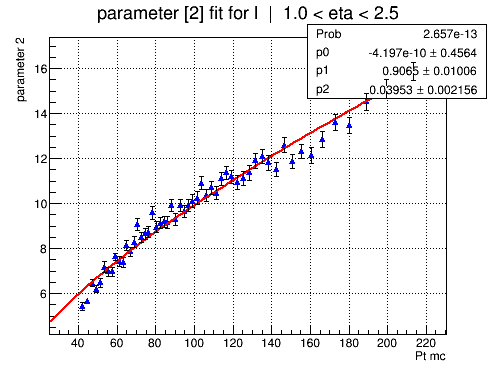 parameter [2] fit for I | 1.0 < eta < 2.5
Prob 2.657e-13
p0 -4.197e-10 ± 0.4564
p1 0.9065 ± 0.01006
p2 0.03953 ± 0.002156
parameter 2
16
14
12
10
8
6
40 60 80 100 120 140 160 180 200 220
Pt mc